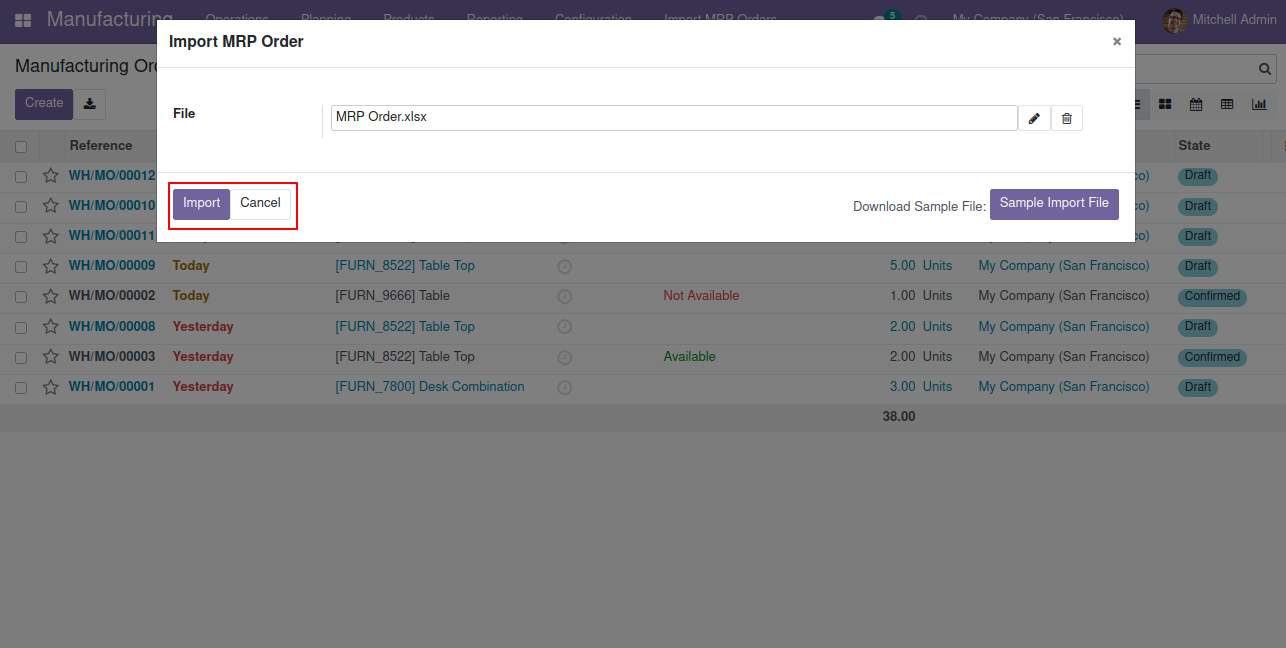 Manufacturing Operations Planning Products Reporting Configuration Import MRP Orders 5 My Company (San Francisco) Mitchell Admin
Import MRP Order ×
Manufacturing Ord
Create
File MRP Order.xlsx
Reference State
WH/MO/00012 co) Draft
Import Cancel Download Sample File: Sample Import File
WH/MO/00010 co) Draft
WH/MO/00011 co) Draft
WH/MO/00009 Today [FURN_8522] Table Top 5.00 Units My Company (San Francisco) Draft
WH/MO/00002 Today [FURN_9666] Table Not Available 1.00 Units My Company (San Francisco) Confirmed
WH/MO/00008 Yesterday [FURN_8522] Table Top 2.00 Units My Company (San Francisco) Draft
WH/MO/00003 Yesterday [FURN_8522] Table Top Available 2.00 Units My Company (San Francisco) Confirmed
WH/MO/00001 Yesterday [FURN_7800] Desk Combination 3.00 Units My Company (San Francisco) Draft
38.00